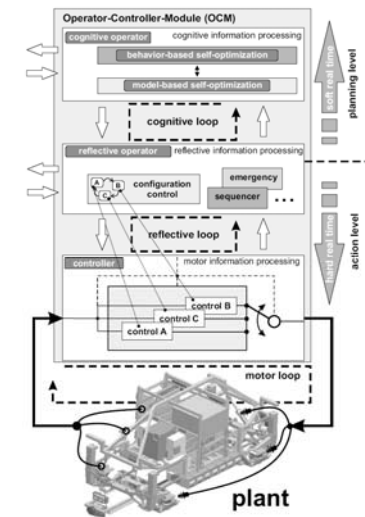 Operator-Controller-Module (OCM)
cognitive operator
cognitive information processing
behavior-based self-optimization
model-based self-optimization
cognitive loop
soft real time
planning level
reflective operator
reflective information processing
A
B
C
configuration
control
emergency
sequencer
...
reflective loop
hard real time
action level
controller
motor information processing
control B
control C
control A
motor loop
plant